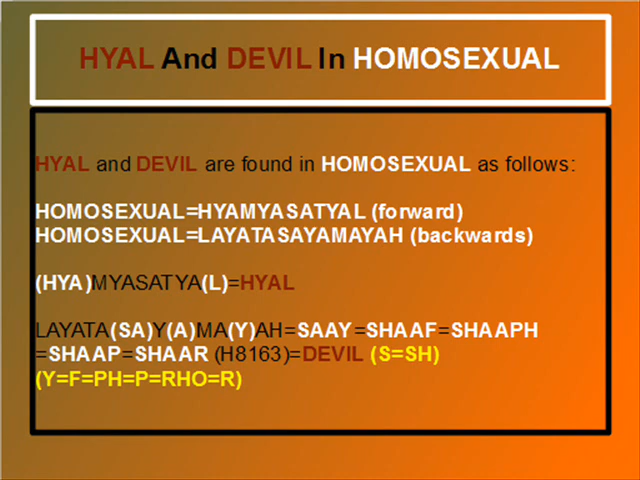 HYAL And DEVIL In HOMOSEXUAL
HYAL and DEVIL are found in HOMOSEXUAL as follows:
HOMOSEXUAL=HYAMYASATYAL (forward)
HOMOSEXUAL=LAYATASAYAMAYAH (backwards)
(HYA)MYASATYA(L)=HYAL
LAYATA(SA)Y(A)MA(Y)AH=SAAY=SHAAF=SHAAPH
=SHAAP=SHAAR (H8163)=DEVIL (S=SH)
(Y=F=PH=P=RHO=R)